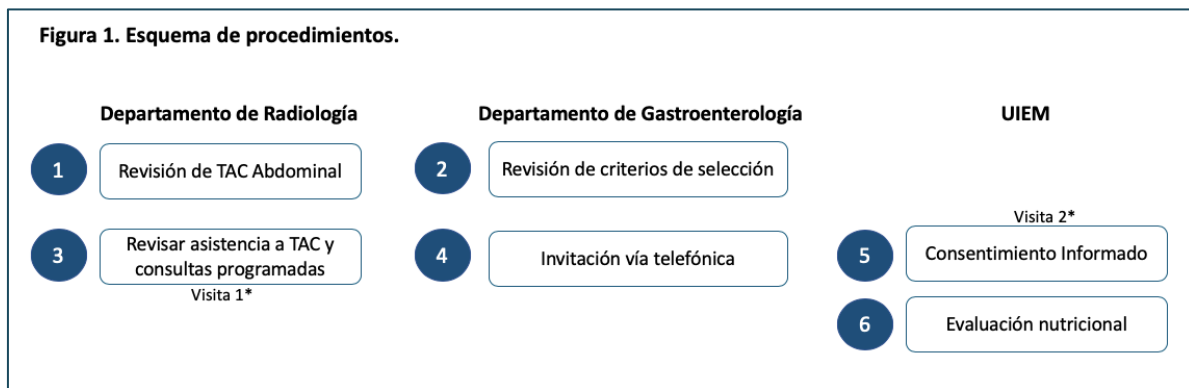 Figura 1. Esquema de procedimientos.
Departamento de Radiología
Departamento de Gastroenterología
UIEM
1
Revisión de TAC Abdominal
2
Revisión de criterios de selección
3
Revisar asistencia a TAC y
consultas programadas
Visita 1*
4
Invitación vía telefónica
Visita 2*
5
Consentimiento Informado
6
Evaluación nutricional